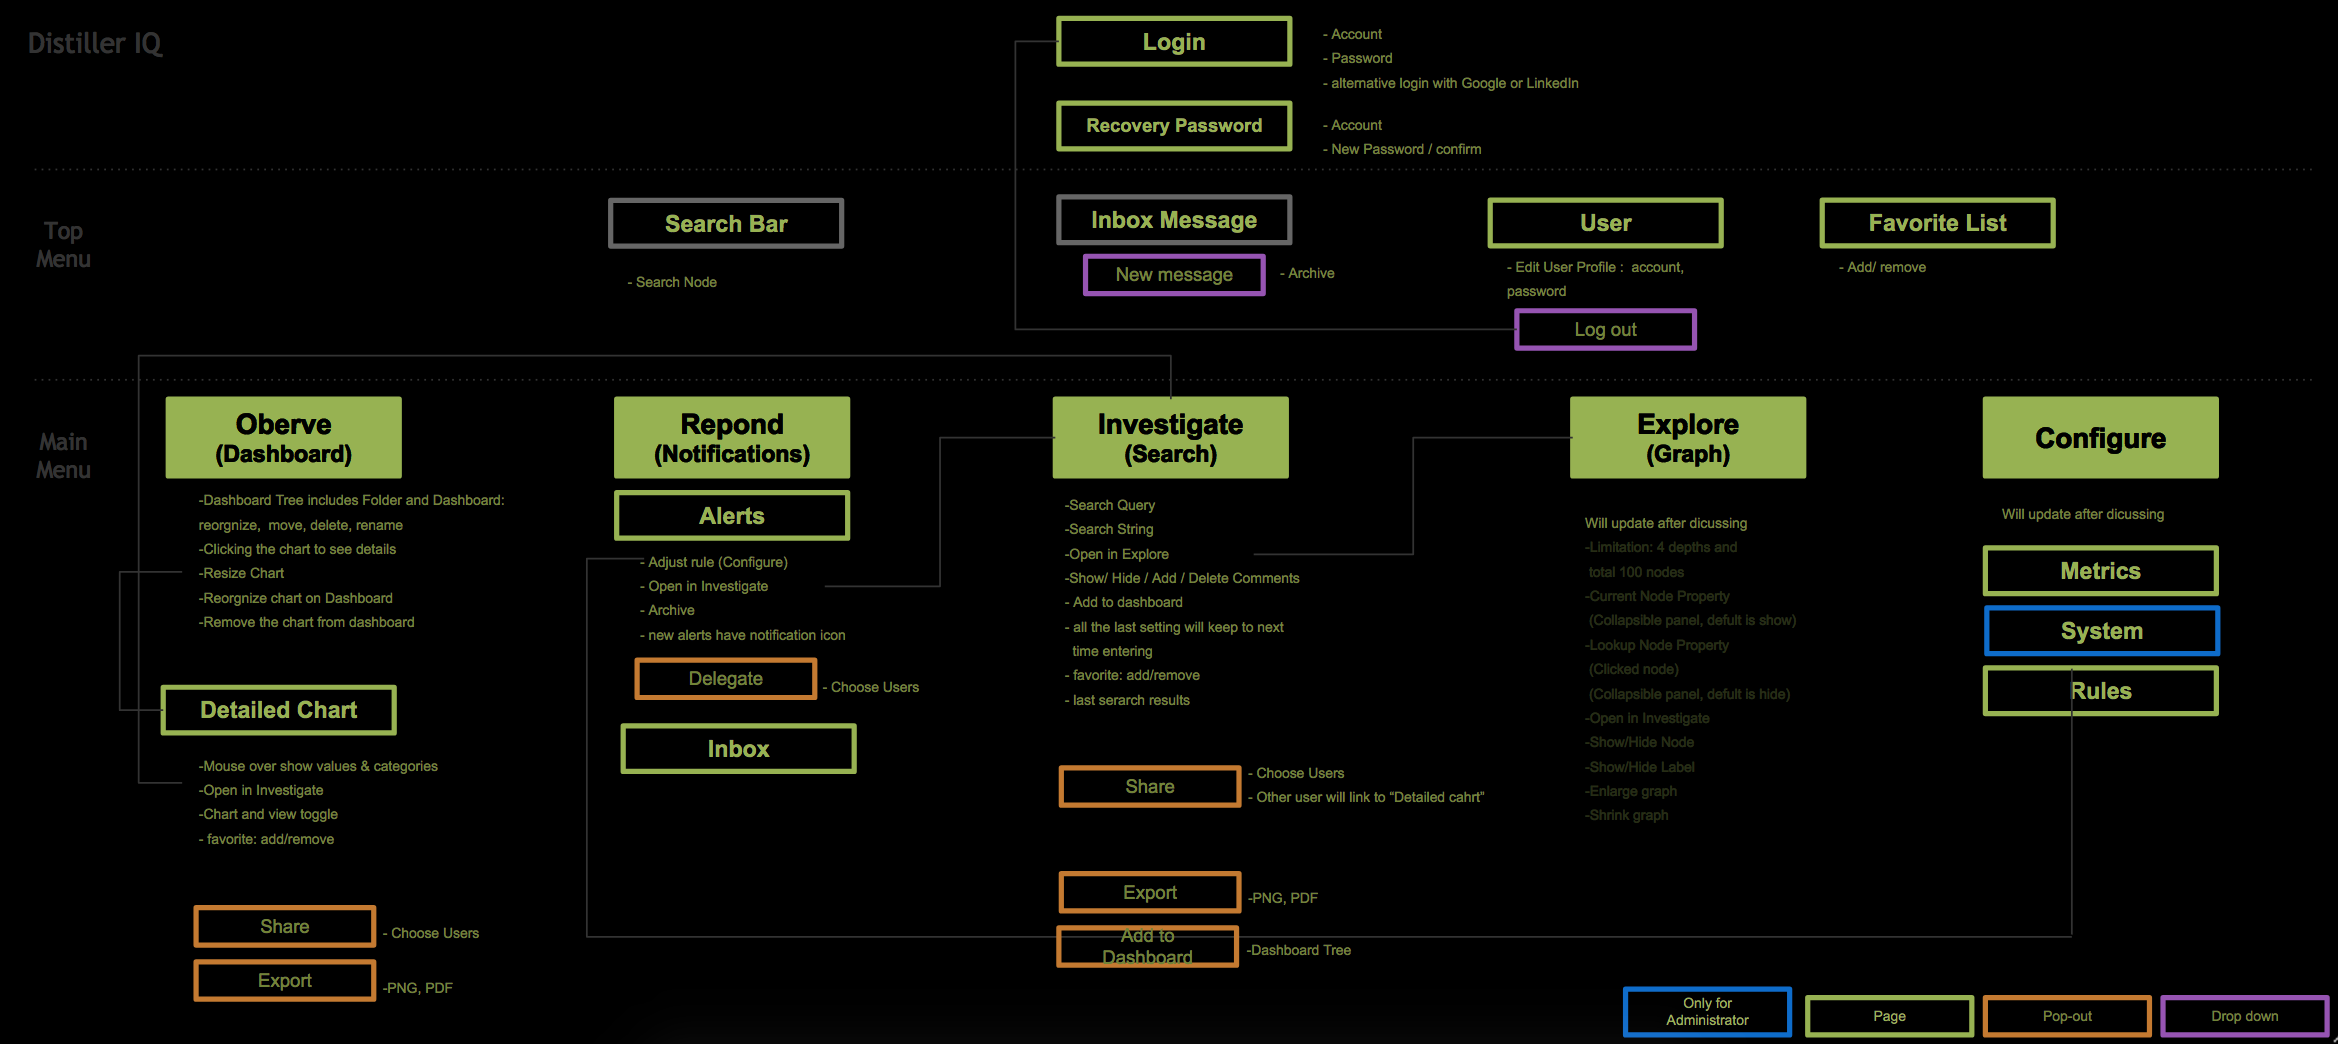 Distiller IQ
Login
- Account
- Password
- alternative login with Google or LinkedIn
Recovery Password
- Account
- New Password / confirm
Top
Menu
Search Bar
- Search Node
Inbox Message
New message
- Archive
User
- Edit User Profile :  account,
password
Log out
Favorite List
- Add/ remove
Main
Menu
Oberve
(Dashboard)
-Dashboard Tree includes Folder and Dashboard:
reorgnize,  move, delete, rename
-Clicking the chart to see details
-Resize Chart
-Reorgnize chart on Dashboard
-Remove the chart from dashboard
Detailed Chart
-Mouse over show values & categories
-Open in Investigate
-Chart and view toggle
- favorite: add/remove
Share
- Choose Users
Export
-PNG, PDF
Repond
(Notifications)
Alerts
- Adjust rule (Configure)
- Open in Investigate
- Archive
- new alerts have notification icon
Delegate
- Choose Users
Inbox
Investigate
(Search)
-Search Query
-Search String
-Open in Explore
-Show/ Hide / Add / Delete Comments
- Add to dashboard
- all the last setting will keep to next
time entering
- favorite: add/remove
- last serarch results
Share
- Choose Users
- Other user will link to “Detailed cahrt”
Export
-PNG, PDF
Add to
Dashboard
-Dashboard Tree
Explore
(Graph)
Will update after dicussing
-Limitation: 4 depths and
total 100 nodes
-Current Node Property
(Collapsible panel, defult is show)
-Lookup Node Property
(Clicked node)
(Collapsible panel, defult is hide)
-Open in Investigate
-Show/Hide Node
-Show/Hide Label
-Enlarge graph
-Shrink graph
Configure
Will update after dicussing
Metrics
System
Rules
Only for
Administrator
Page
Pop-out
Drop down